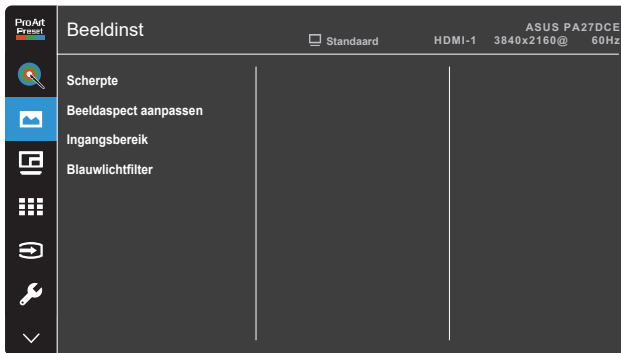 ProArt
Preset
Beeldinst
Standaard
HDMI-1
ASUS PA27DCE
3840x2160@ 60Hz
Scherpte
Beeldaspect aanpassen
Ingangsbereik
Blauwlichtfilter